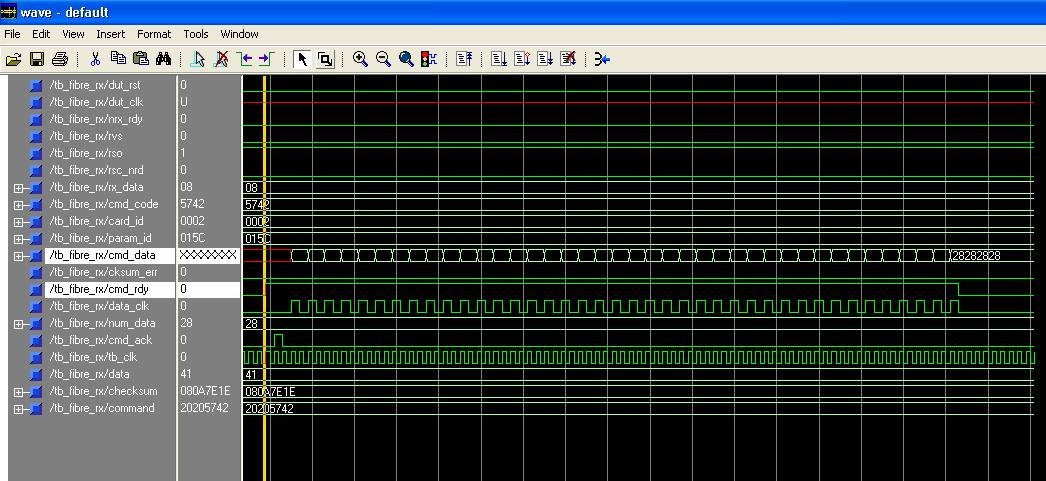 wave - default
File Edit View Insert Format Tools Window
/tb_fibre_rx/dut_rst 0
/tb_fibre_rx/dut_clk U
/tb_fibre_rx/nrx_rdy 0
/tb_fibre_rx/rvs 0
/tb_fibre_rx/rso 1
/tb_fibre_rx/rsc_nrd 0
/tb_fibre_rx/rx_data 08 08
/tb_fibre_rx/cmd_code 5742 5742
/tb_fibre_rx/card_id 0002 0002
/tb_fibre_rx/param_id 015C 015C
/tb_fibre_rx/cmd_data XXXXXXXX 28282828
/tb_fibre_rx/cksum_err 0
/tb_fibre_rx/cmd_rdy 0
/tb_fibre_rx/data_clk 0
/tb_fibre_rx/num_data 28 28
/tb_fibre_rx/cmd_ack 0
/tb_fibre_rx/tb_clk 0
/tb_fibre_rx/data 41 41
/tb_fibre_rx/checksum 080A7E1E 080A7E1E
/tb_fibre_rx/command 20205742 20205742